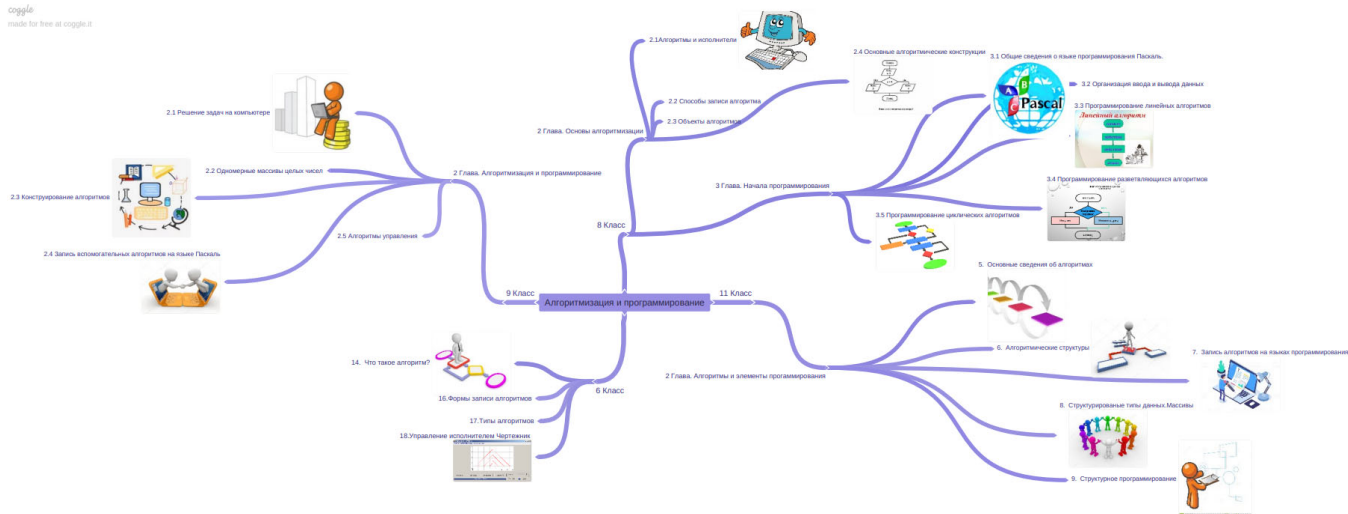 coggle
made for free at coggle.it
2.1Алгоритмы и исполнители
2.4 Основные алгоритмические конструкции
3.1 Общие сведения о языке программирования Паскаль.
A
B
C
Pascal
3.2 Организация ввода и вывода данных
3.3 Программирование линейных алгоритмов
Линейный алгоритм
2.1 Решение задач на компьютере
2.2 Способы записи алгоритма
2.3 Объекты алгоритмов
2 Глава. Основы алгоритмизации
2.2 Одномерные массивы целых чисел
2 Глава. Алгоритмизация и программирование
3.4 Программирование разветвляющихся алгоритмов
3 Глава. Начала программирования
2.3 Конструирование алгоритмов
3.5 Программирование циклических алгоритмов
8 Класс
2.5 Алгоритмы управления
2.4 Запись вспомогательных алгоритмов на языке Паскаль
5. Основные сведения об алгоритмах
9 Класс
Алгоритмизация и программирование
11 Класс
6. Алгоритмические структуры
7. Запись алгоритмов на языках программирования
14. Что такое алгоритм?
2 Глава. Алгоритмы и элементы прогаммирования
6 Класс
16.Формы записи алгоритмов
8. Структурированые типы данных.Массивы
17.Типы алгоритмов
18.Управление исполнителем Чертежник
9. Структурное программирование